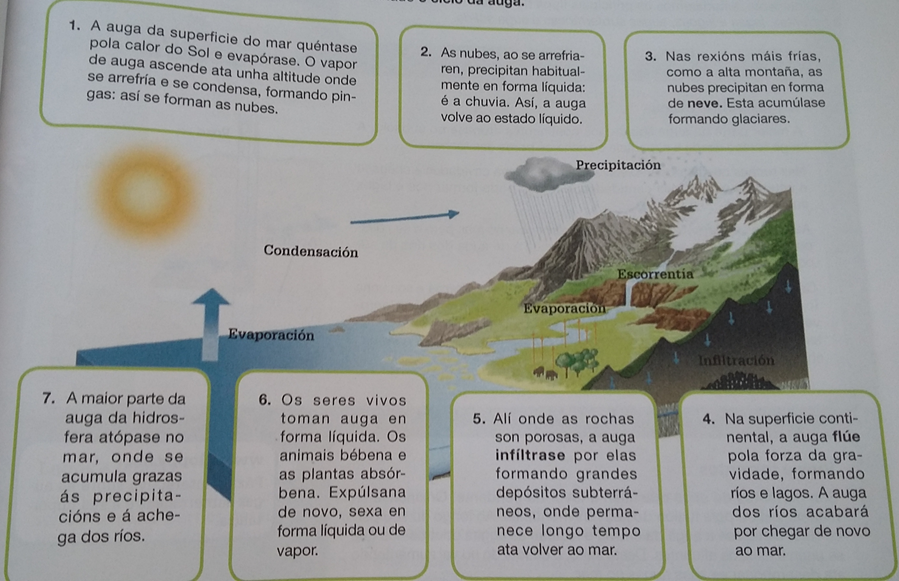 da auga.
1. A auga da superficie do mar quéntase
pola calor do Sol e evapórase. O vapor
de auga ascende ata unha altitude onde
se arrefría e se condensa, formando pin-
gas: así se forman as nubes.
2. As nubes, ao se arrefria-
ren, precipitan habitual-
mente en forma líquida:
é a chuvia. Así, a auga
volve ao estado líquido.
3. Nas rexións máis frías,
como a alta montaña, as
nubes precipitan en forma
de neve. Esta acumúlase
formando glaciares.
Precipitación
Condensación
Escorrentía
Evaporación
Evaporación
Infiltración
7. A maior parte da
auga da hidros-
fera atópase no
mar, onde se
acumula grazas
ás precipita-
cións e á ache-
ga dos ríos.
6. Os seres vivos
toman auga en
forma líquida. Os
animais bébena e
as plantas absór-
bena. Expúlsana
de novo, sexa en
forma líquida ou de
vapor.
5. Alí onde as rochas
son porosas, a auga
infíltrase por elas
formando grandes
depósitos subterrá-
neos, onde perma-
nece longo tempo
ata volver ao mar.
4. Na superficie conti-
nental, a auga flúe
pola forza da gra-
vidade, formando
ríos e lagos. A auga
dos ríos acabará
por chegar de novo
ao mar.